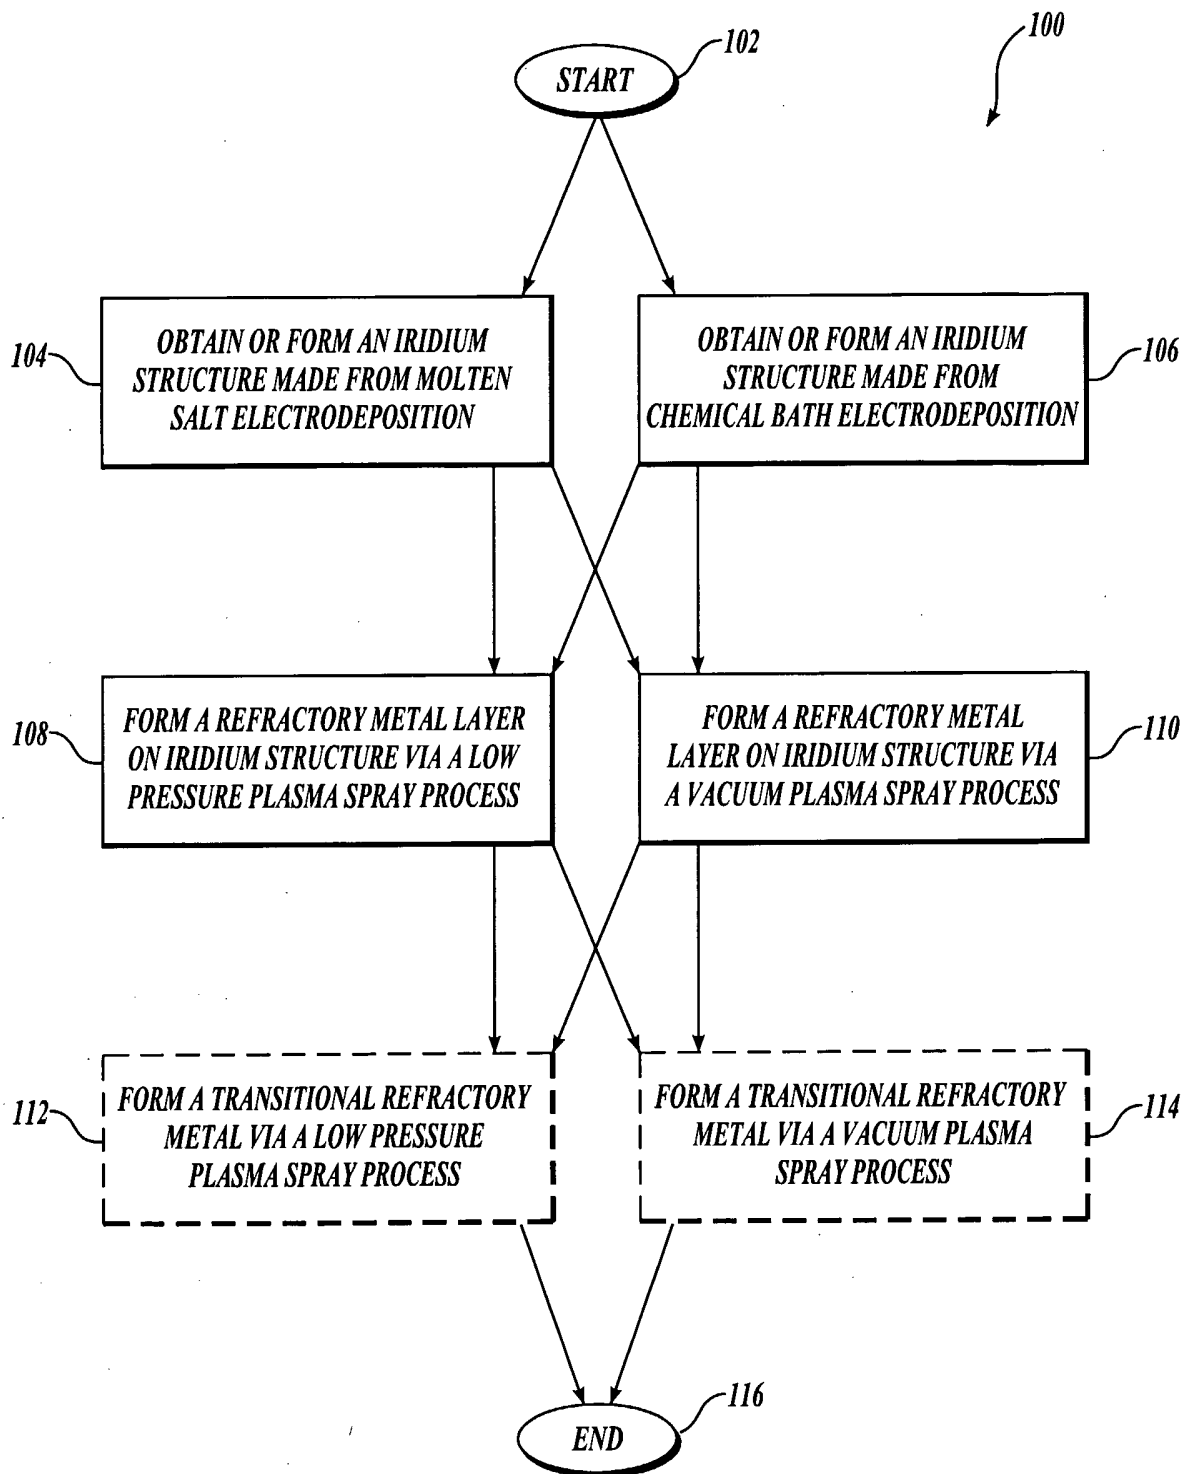 100
102
START
104
OBTAIN OR FORM AN IRIDIUM
STRUCTURE MADE FROM MOLTEN
SALT ELECTRODEPOSITION
OBTAIN OR FORM AN IRIDIUM
STRUCTURE MADE FROM
CHEMICAL BATH ELECTRODEPOSITION
106
108
FORM A REFRACTORY METAL LAYER
ON IRIDIUM STRUCTURE VIA A LOW
PRESSURE PLASMA SPRAY PROCESS
FORM A REFRACTORY METAL
LAYER ON IRIDIUM STRUCTURE VIA
A VACUUM PLASMA SPRAY PROCESS
110
112
FORM A TRANSITIONAL REFRACTORY
METAL VIA A LOW PRESSURE
PLASMA SPRAY PROCESS
FORM A TRANSITIONAL REFRACTORY
METAL VIA A VACUUM PLASMA
SPRAY PROCESS
114
116
END